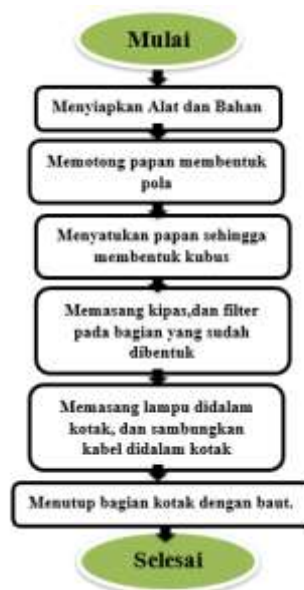 Mulai
Menyiapkan Alat dan Bahan
Memotong papan membentuk
pola
Menyatukan papan sehingga
membentuk kubus
Memasang kipas,dan filter
pada bagian yang sudah
dibentuk
Memasang lampu didalam
kotak, dan sambungkan
kabel didalam kotak
Menutup bagian kotak dengan baut.
Selesai